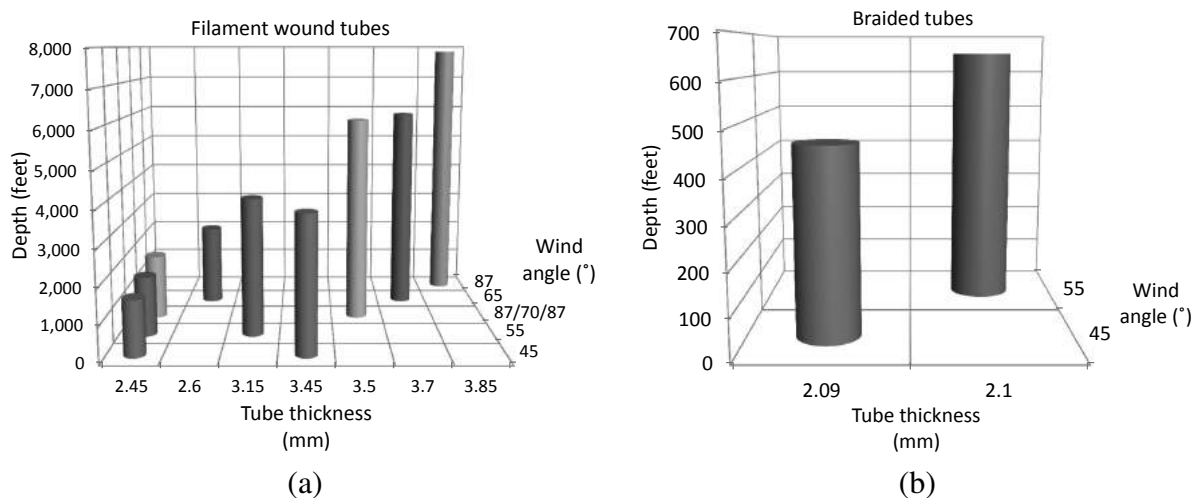 Filament wound tubes
8,000
7,000
6,000
5,000
4,000
3,000
2,000
1,000
0
Depth (feet)
2.45 2.6 3.15 3.45 3.5 3.7 3.85
Tube thickness
(mm)
87
65
87/70/87
55
45
Wind
angle (˚)
(a)
Braided tubes
700
600
500
400
300
200
100
0
Depth (feet)
2.09 2.1
Tube thickness
(mm)
55
45
Wind
angle (˚)
(b)